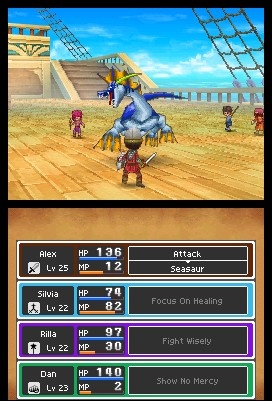 Alex HP 136 Attack
Lv 25 MP 12 Seasaur
Silvia HP 74 Focus On Healing
Lv 22 MP 82
Rilla HP 97 Fight Wisely
Lv 22 MP 30
Dan HP 140 Show No Mercy
Lv 23 MP 2